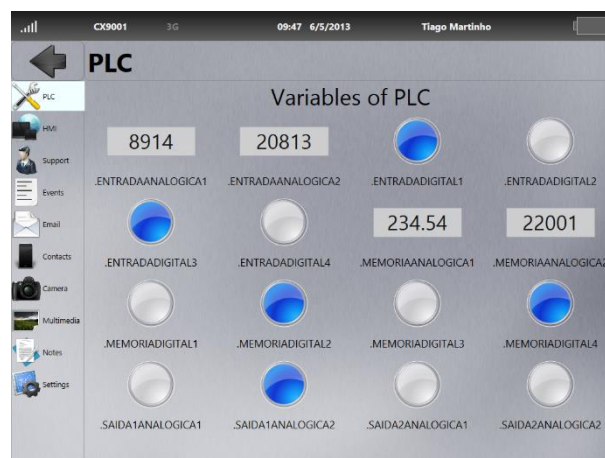 CX9001 3G 09:47 6/5/2013 Tiago Martinho
PLC
PLC
HMI
Support
Events
Email
Contacts
Camera
Multimedia
Notes
Settings
Variables of PLC
8914 20813
.ENTRADAANALOGICA1 .ENTRADAANALOGICA2 .ENTRADADIGITAL1 .ENTRADADIGITAL2
234.54 22001
.ENTRADADIGITAL3 .ENTRADADIGITAL4 .MEMORIAANALOGICA1 .MEMORIAANALOGICA2
.MEMORIADIGITAL1 .MEMORIADIGITAL2 .MEMORIADIGITAL3 .MEMORIADIGITAL4
.SAIDA1ANALOGICA1 .SAIDA1ANALOGICA2 .SAIDA2ANALOGICA1 .SAIDA2ANALOGICA2